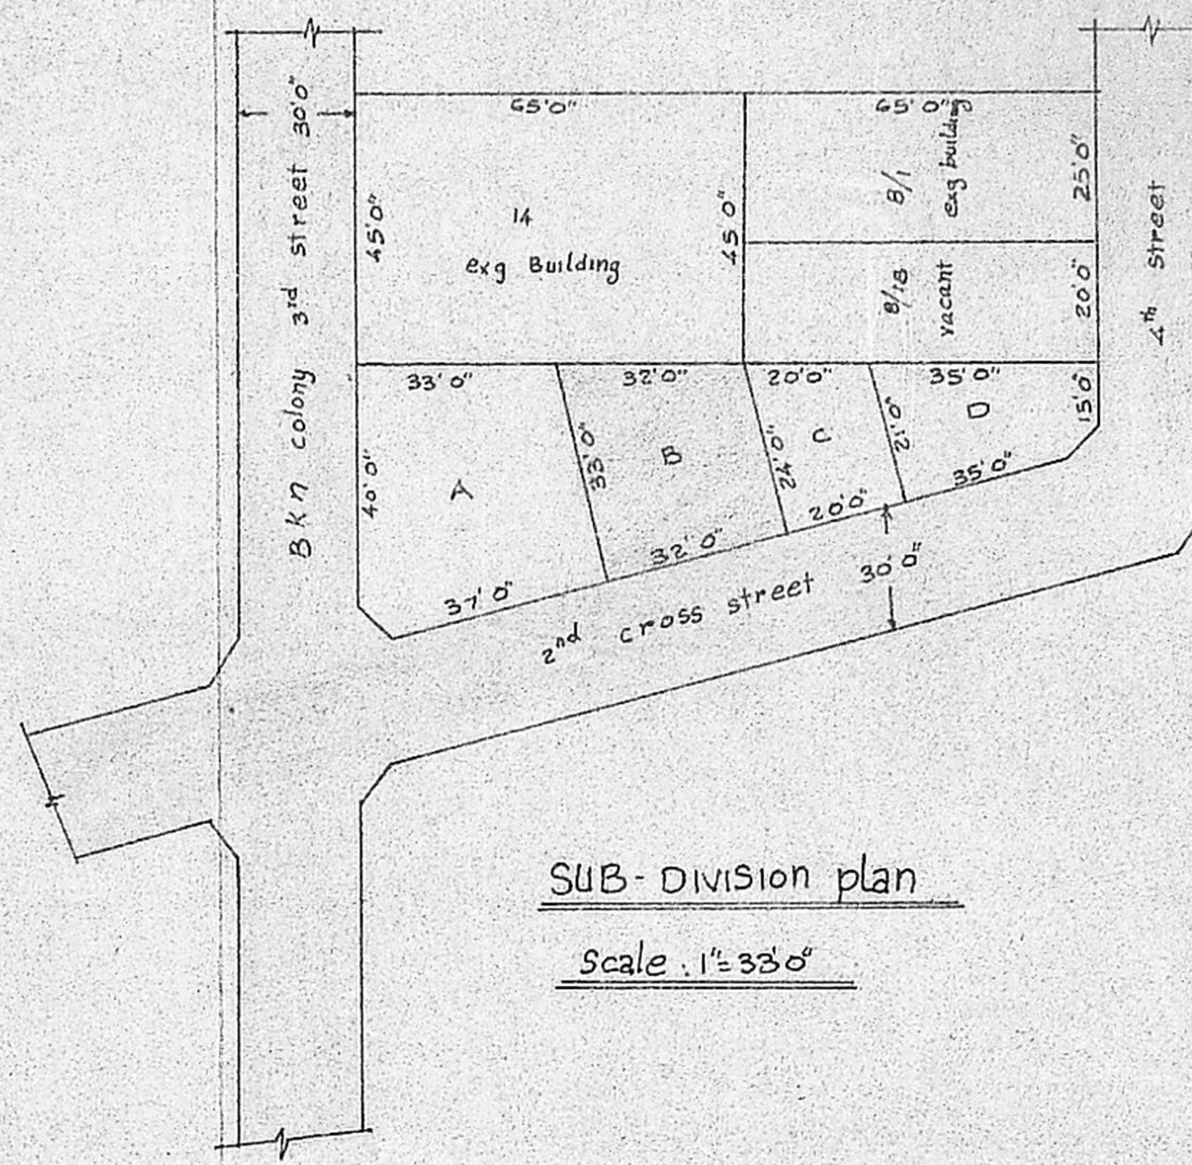 65'0"
65'0"
30'0"
BKn colony 3rd street
45'0"
14
exg Building
45'0"
8/1
exg building
25'0"
8/1B
vacant
20'0"
4th street
33'0"
32'0"
20'0"
35'0"
40'0"
A
33'0"
B
24'0"
C
21'0"
D
15'0"
37'0"
32'0"
20'0"
35'0"
2nd cross street
30'0"
SUB-DIVISION plan
Scale : 1"=33'0"